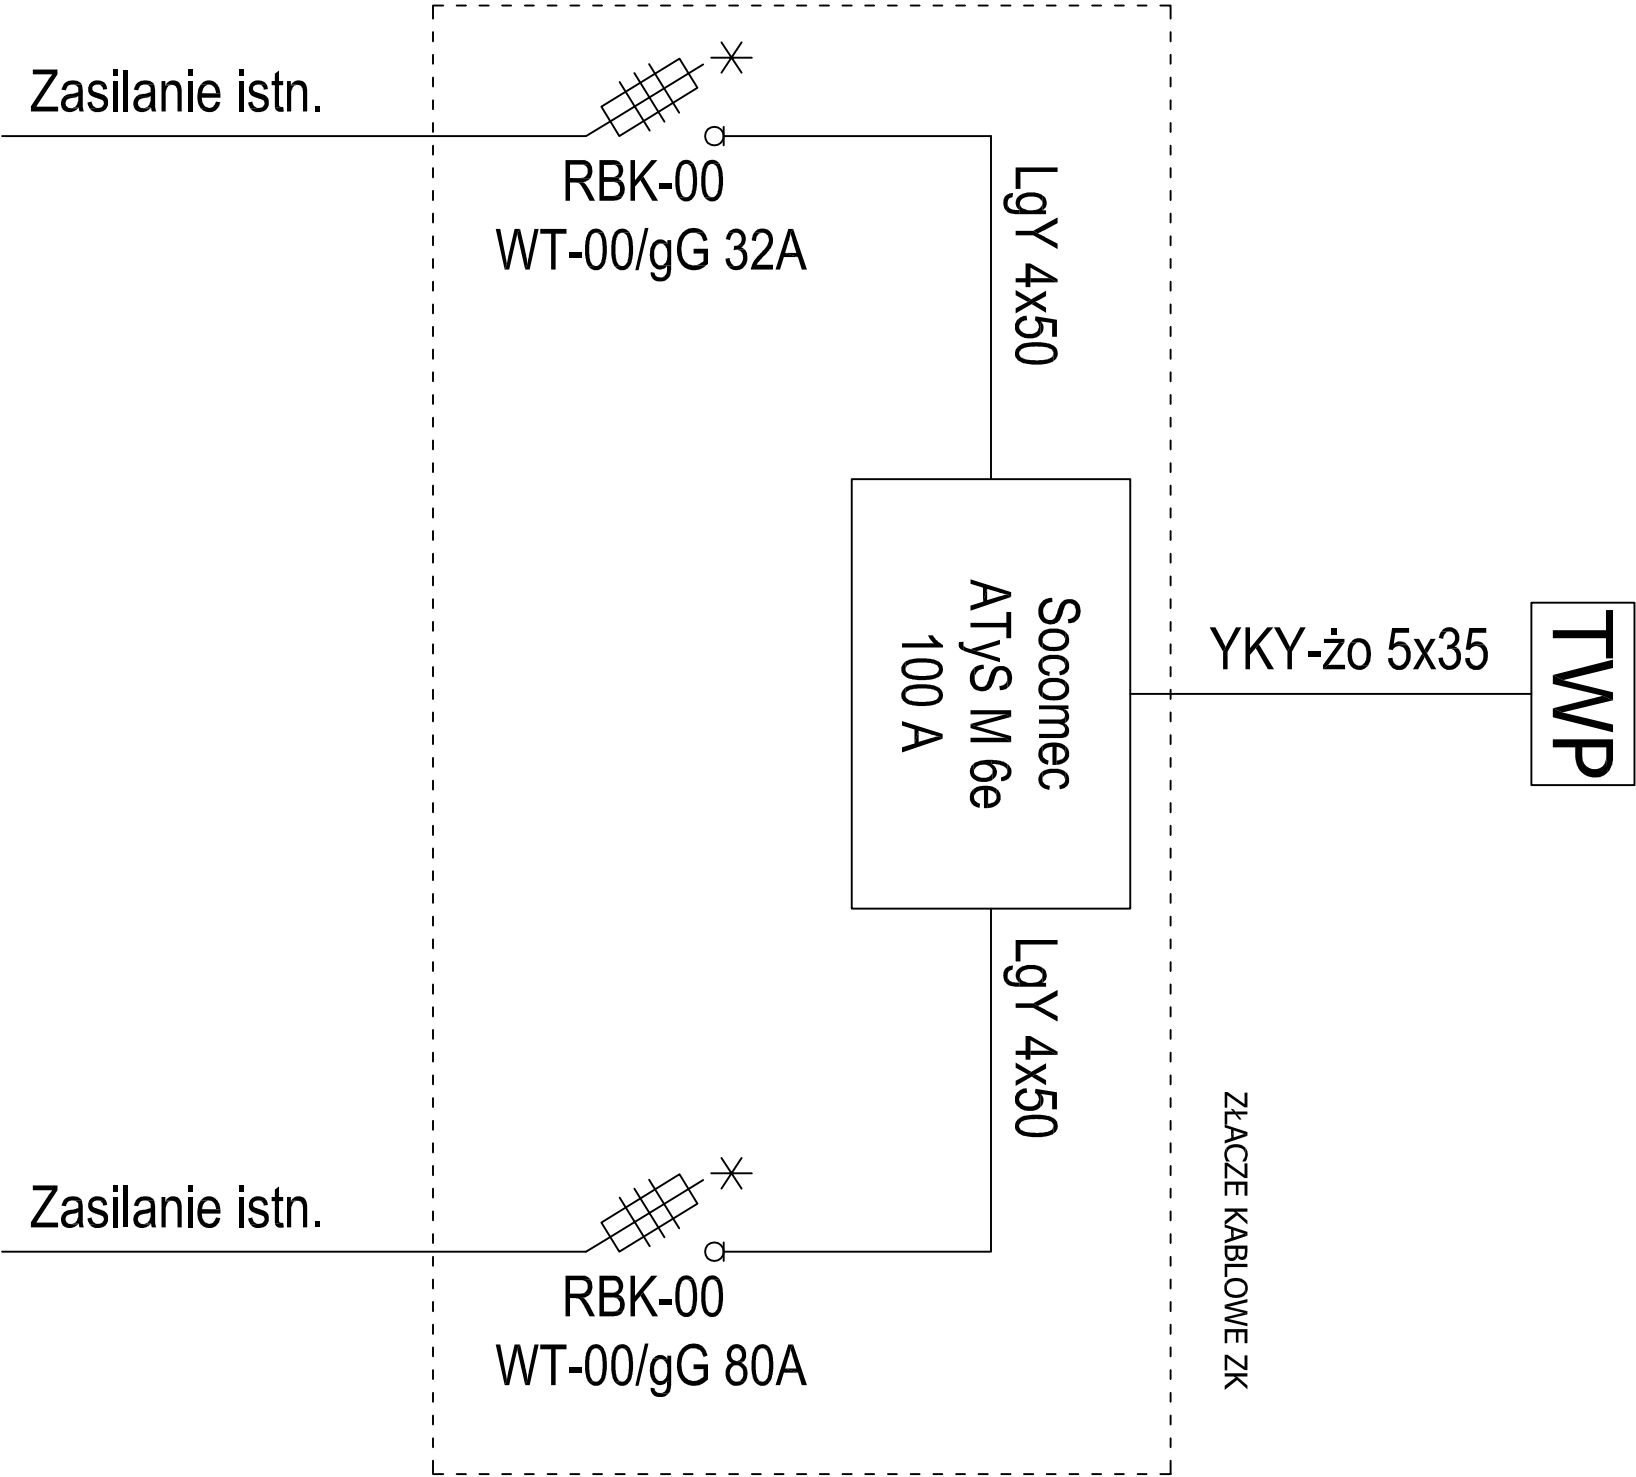 Zasilanie istn.
RBK-00
WT-00/gG 32A
LgY 4x50
Socomec
ATyS M 6e
100 A
YKY-żo 5x35
TWP
LgY 4x50
ZŁACZE KABLOWE ZK
Zasilanie istn.
RBK-00
WT-00/gG 80A